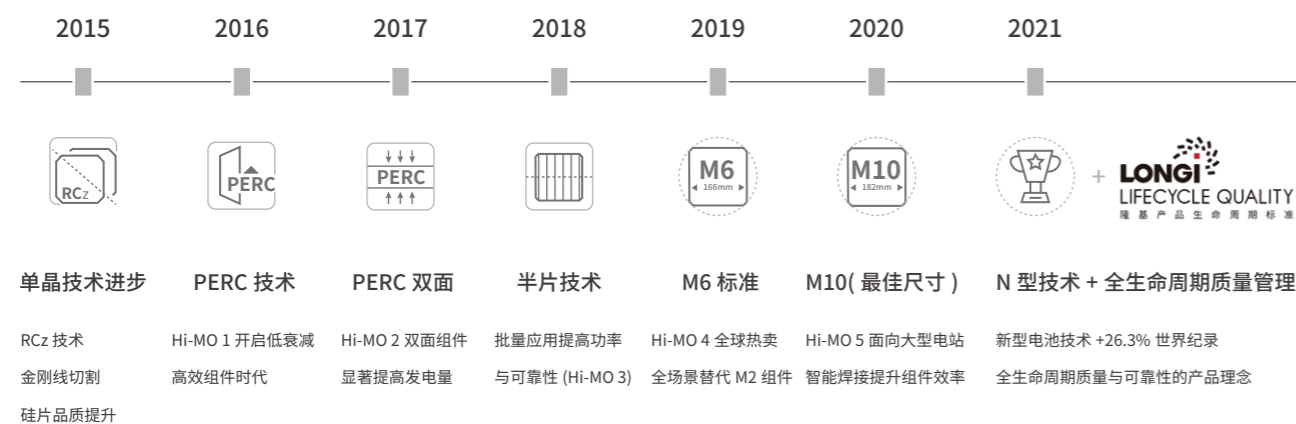 2015 2016 2017 2018 2019 2020 2021
RCz
PERC
PERC
M6
166mm
M10
182mm
+
LONGi
LIFECYCLE QUALITY
隆基产品生命周期标准
单晶技术进步
RCz 技术
金刚线切割
硅片品质提升
PERC 技术
Hi-MO 1 开启低衰减
高效组件时代
PERC 双面
Hi-MO 2 双面组件
显著提高发电量
半片技术
批量应用提高功率
与可靠性 (Hi-MO 3)
M6 标准
Hi-MO 4 全球热卖
全场景替代 M2 组件
M10( 最佳尺寸 )
Hi-MO 5 面向大型电站
智能焊接提升组件效率
N 型技术 + 全生命周期质量管理
新型电池技术 +26.3% 世界纪录
全生命周期质量与可靠性的产品理念